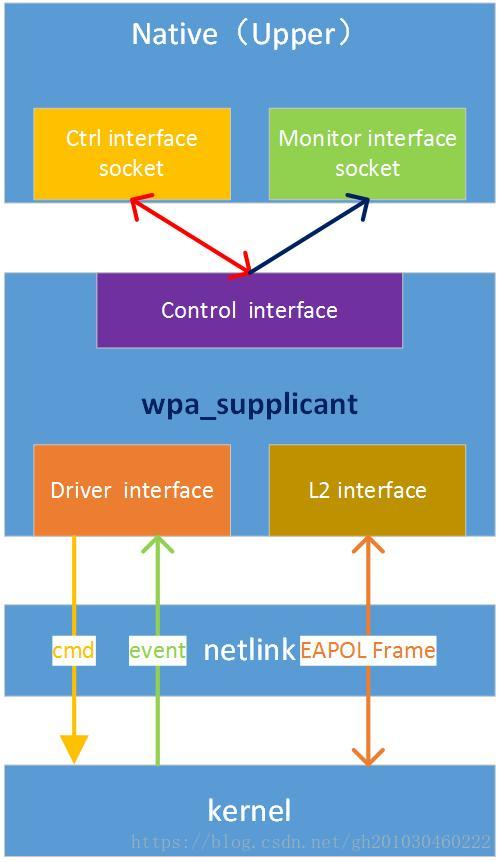 Native（Upper）
Ctrl interface
socket
Monitor interface
socket
Control interface
wpa_supplicant
Driver interface
L2 interface
cmd
event
netlink
EAPOL Frame
kernel
https://blog.csdn.net/gh201030460222